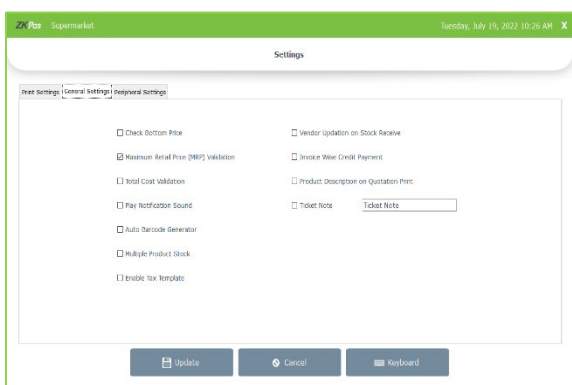 ZKPos Supermarket Tuesday, July 19, 2022 10:26 AM X
Settings
Print Settings General Settings Peripheral Settings
Check Bottom Price
Maximum Retail Price (MRP) Validation
Total Cost Validation
Play Notification Sound
Auto Barcode Generator
Multiple Product Stock
Enable Tax Template
Vendor Updation on Stock Receive
Invoice Wise Credit Payment
Product Description on Quotation Print
Ticket Note Ticket Note
Update Cancel Keyboard